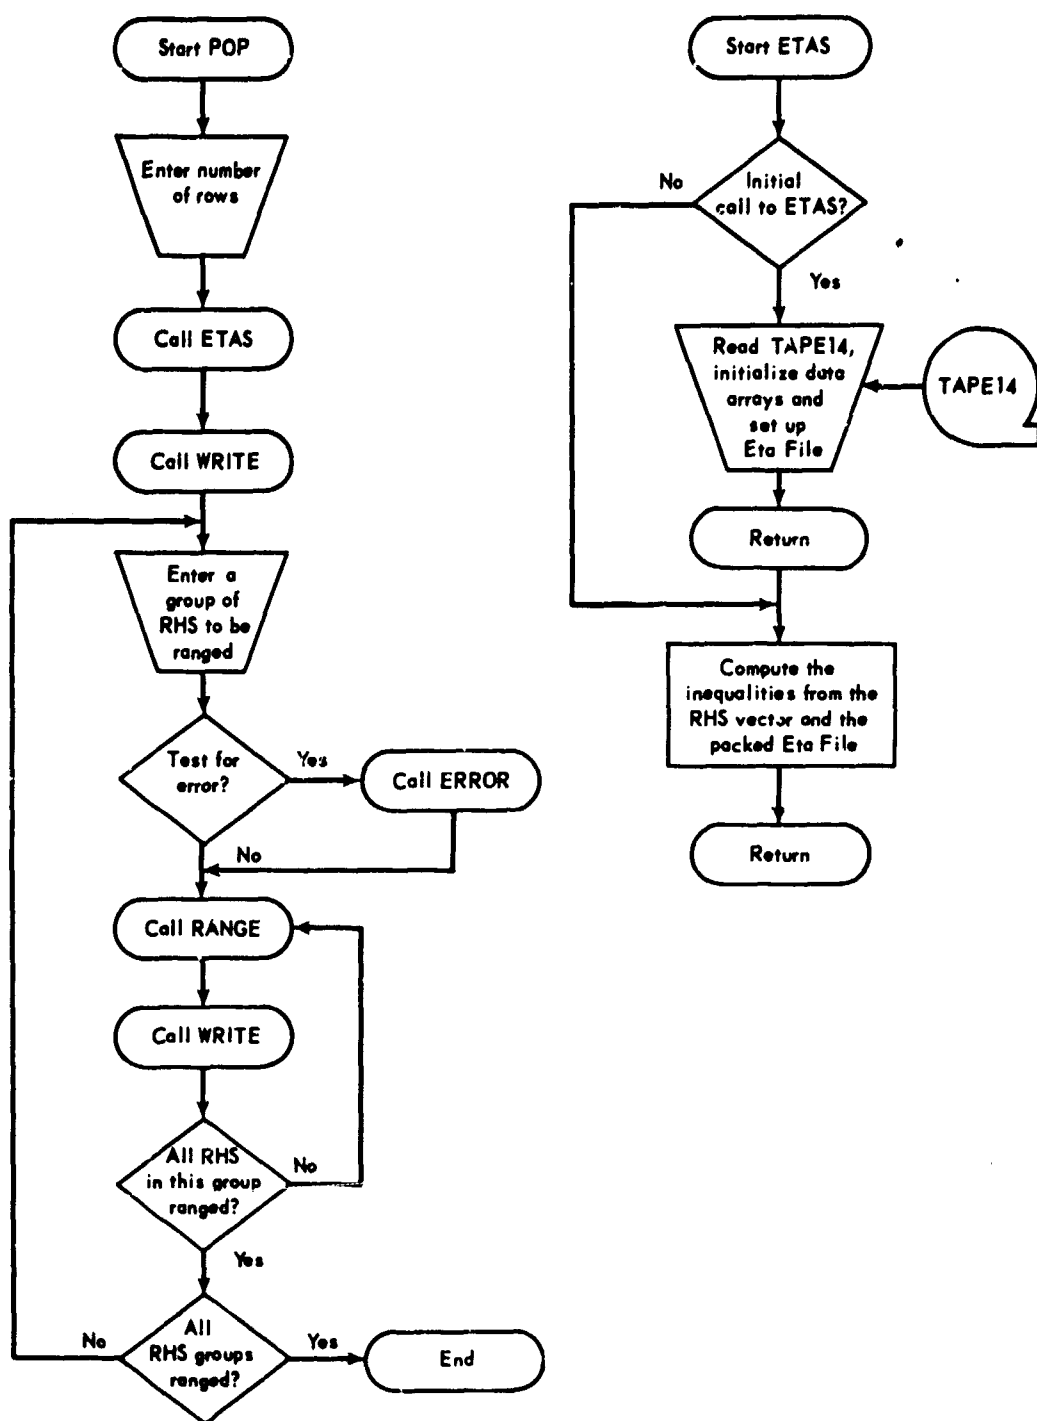 Start POP
Enter number
of rows
Call ETAS
Call WRITE
Enter a
group of
RHS to be
ranged
Test for
error?
Yes
Call ERROR
No
Call RANGE
Call WRITE
All RHS
in this group
ranged?
No
Yes
All
RHS groups
ranged?
No
Yes
End
Start ETAS
Initial
call to ETAS?
No
Yes
Read TAPE14,
initialize data
arrays and
set up
Eta File
TAPE14
Return
Compute the
inequalities from the
RHS vector and the
packed Eta File
Return